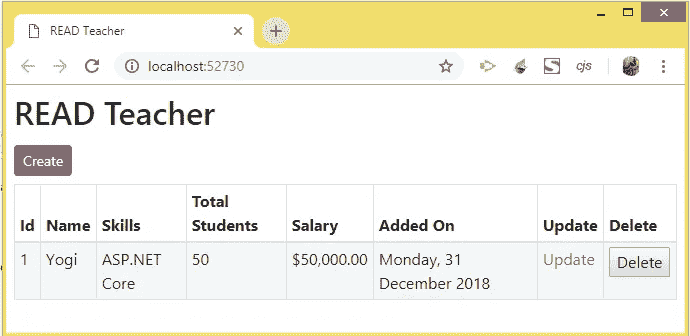 READ Teacher
localhost:52730
cjs
READ Teacher
Create
Id Name Skills Total Students Salary Added On Update Delete
1 Yogi ASP.NET Core 50 $50,000.00 Monday, 31 December 2018 Update Delete